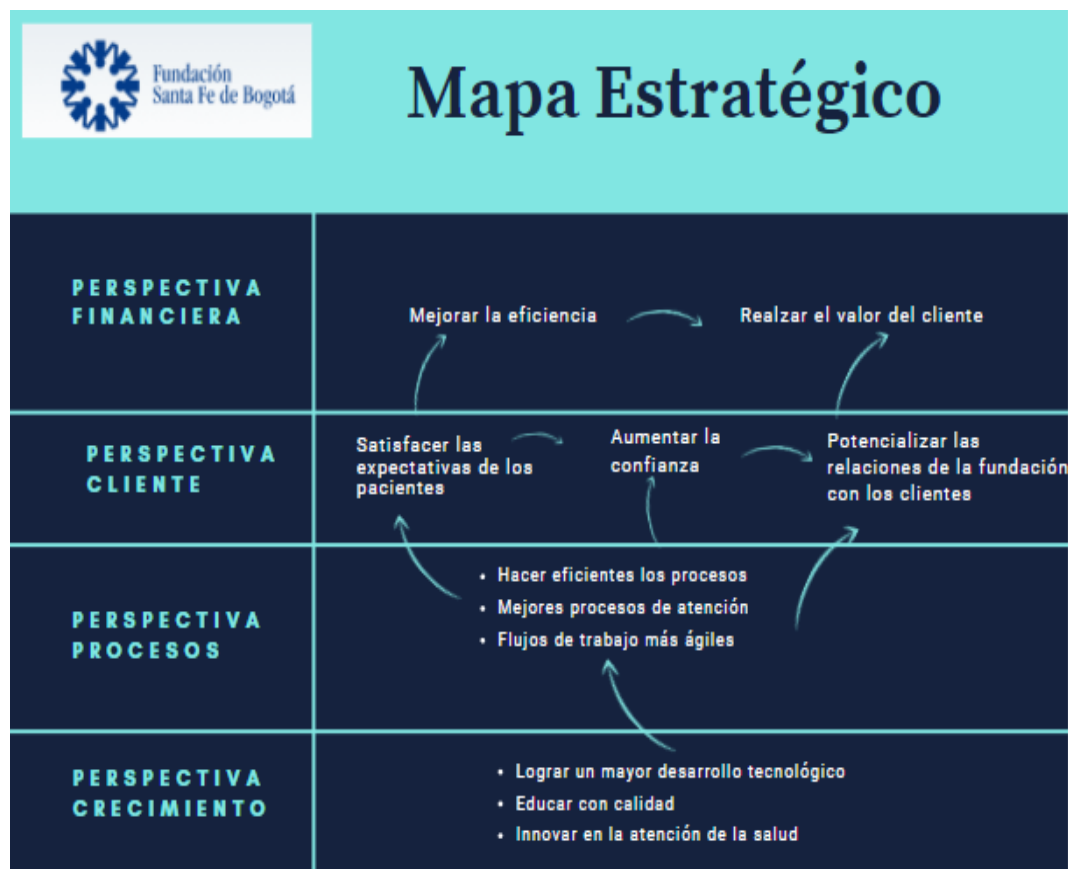 Fundación
Santa Fe de Bogotá
Mapa Estratégico
PERSPECTIVA
FINANCIERA
Mejorar la eficiencia
Realzar el valor del cliente
PERSPECTIVA
CLIENTE
Satisfacer las
expectativas de los
pacientes
Aumentar la
confianza
Potencializar las
relaciones de la fundación
con los clientes
PERSPECTIVA
PROCESOS
• Hacer eficientes los procesos
• Mejores procesos de atención
• Flujos de trabajo más ágiles
PERSPECTIVA
CRECIMIENTO
• Lograr un mayor desarrollo tecnológico
• Educar con calidad
• Innovar en la atención de la salud